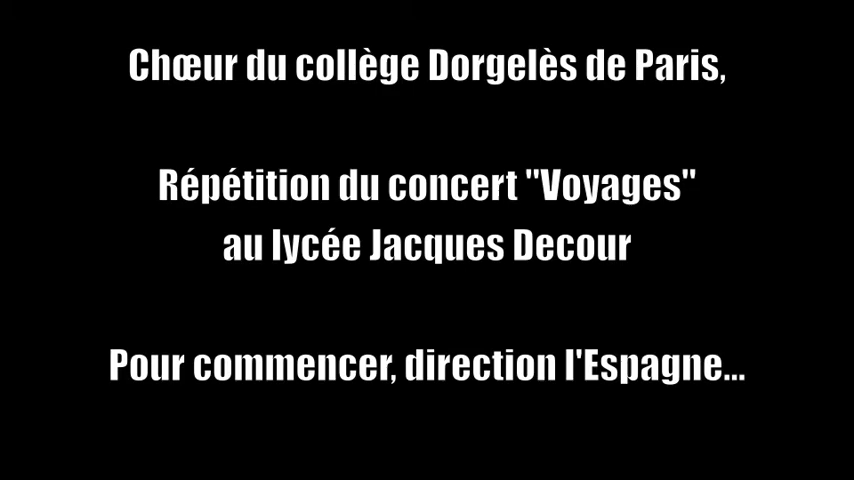 Chœur du collège Dorgelès de Paris,
Répétition du concert "Voyages"
au lycée Jacques Decour
Pour commencer, direction l'Espagne...